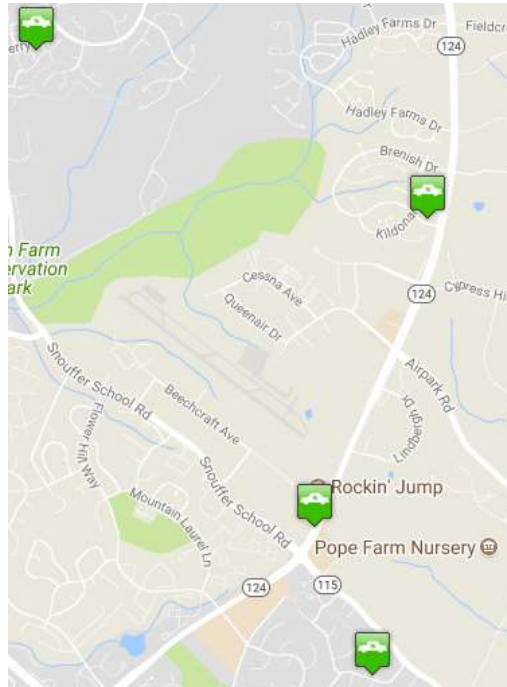 Hadley Farms Dr
Fieldcr
124
erry
Hadley Farms Dr
Brenish Dr
Kildona
n Farm
ervation
ark
Cessna Ave
Queenair Dr
124
Cypress Hi
Snouffer School Rd
Airpark Rd
Beechcraft Ave
Flower Hill Way
Lindbergh Dr
Snouffer School Rd
Rockin' Jump
Mountain Laurel Ln
Pope Farm Nursery
124
115